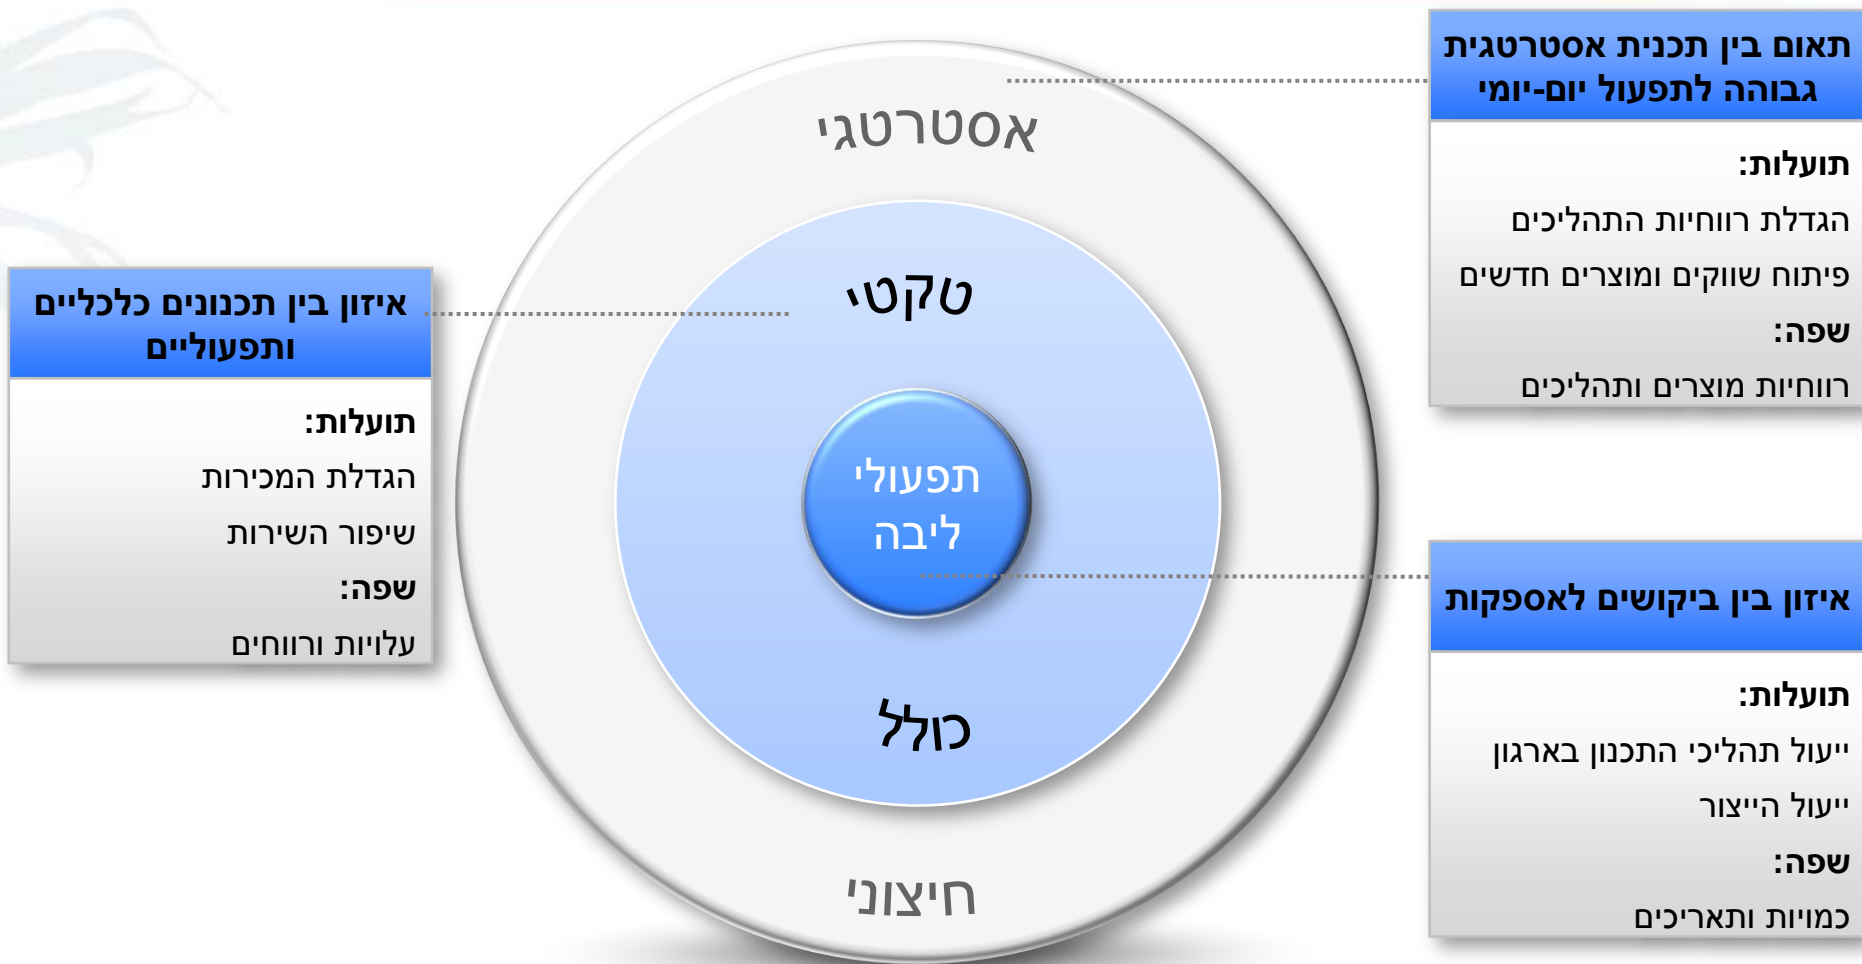 תאום בין תכנית אסטרטגית
גבוהה לתפעול יום-יומי
תועלות:
הגדלת רווחיות התהליכים
פיתוח שווקים ומוצרים חדשים
שפה:
רווחיות מוצרים ותהליכים
איזון בין ביקושים לאספקות
תועלות:
ייעול תהליכי התכנון בארגון
ייעול הייצור
שפה:
כמויות ותאריכים
אסטרטגי
טקטי
תפעולי
ליבה
כולל
חיצוני
איזון בין תכנונים כלכליים
ותפעוליים
תועלות:
הגדלת המכירות
שיפור השירות
שפה:
עלויות ורווחים